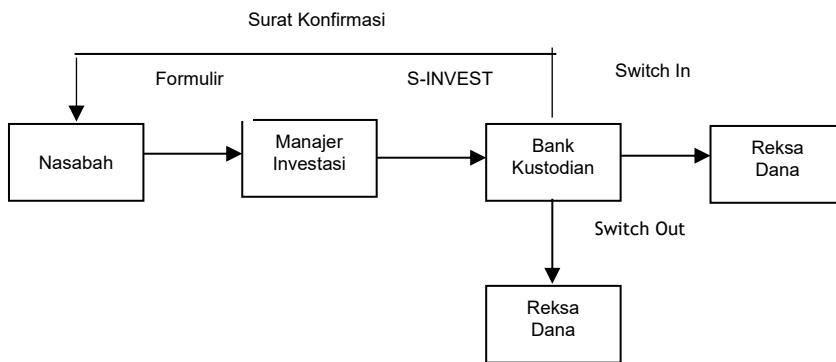 Surat Konfirmasi
Formulir
S-INVEST
Switch In
Nasabah
Manajer
Investasi
Bank
Kustodian
Reksa
Dana
Switch Out
Reksa
Dana